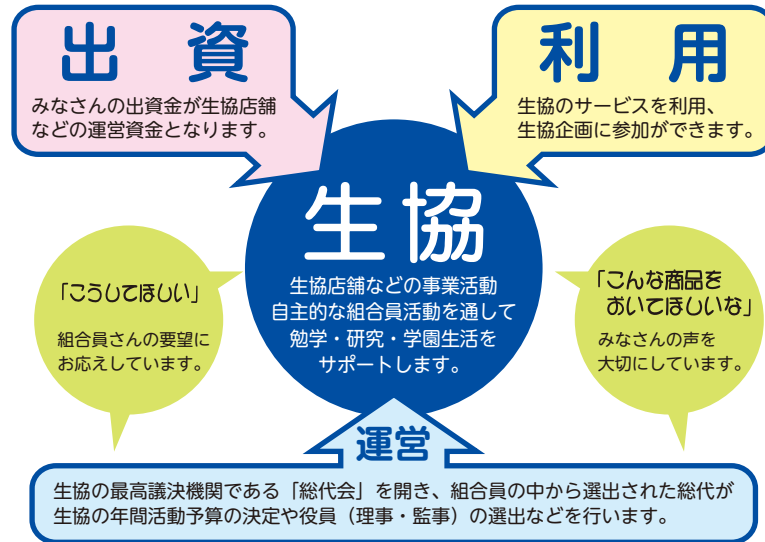 出資
みなさんの出資金が生協店舗
などの運営資金となります。
利用
生協のサービスを利用、
生協企画に参加ができます。
生協
生協店舗などの事業活動
自主的な組合員活動を通して
勉学・研究・学園生活を
サポートします。
「こうしてほしい」
組合員さんの要望に
お応えしています。
「こんな商品を
おいてほしいな」
みなさんの声を
大切にしています。
運営
生協の最高議決機関である「総代会」を開き、組合員の中から選出された総代が
生協の年間活動予算の決定や役員（理事・監事）の選出などを行います。